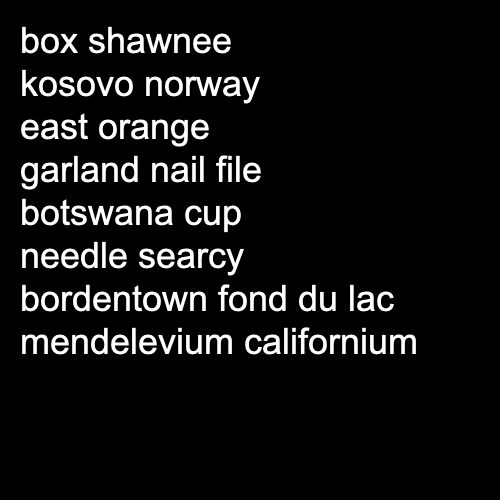 box shawnee
kosovo norway
east orange
garland nail file
botswana cup
needle searcy
bordentown fond du lac
mendelevium californium